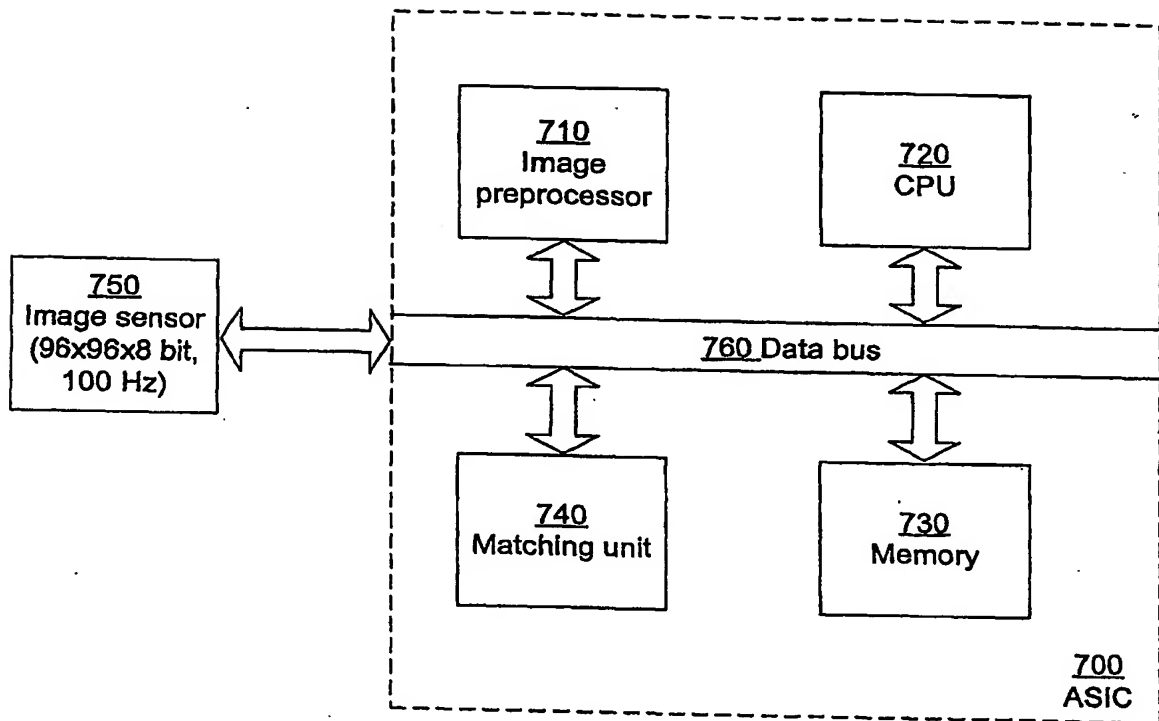 710
Image
preprocessor
720
CPU
750
Image sensor
(96x96x8 bit,
100 Hz)
760 Data bus
740
Matching unit
730
Memory
700
ASIC